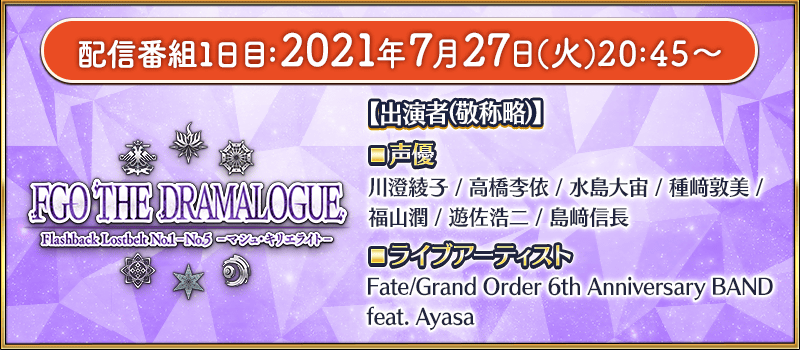 配信番組1日目：2021年7月27日(火)20：45～
【出演者(敬称略)】
■声優
川澄綾子 / 高橋李依 / 水島大宙 / 種﨑敦美 /
福山潤 / 遊佐浩二 / 島﨑信長
■ライブアーティスト
Fate/Grand Order 6th Anniversary BAND
feat. Ayasa
FGO THE DRAMALOGUE
Flashback Lostbelt No.1-No.5 -マシュ・キリエライト-